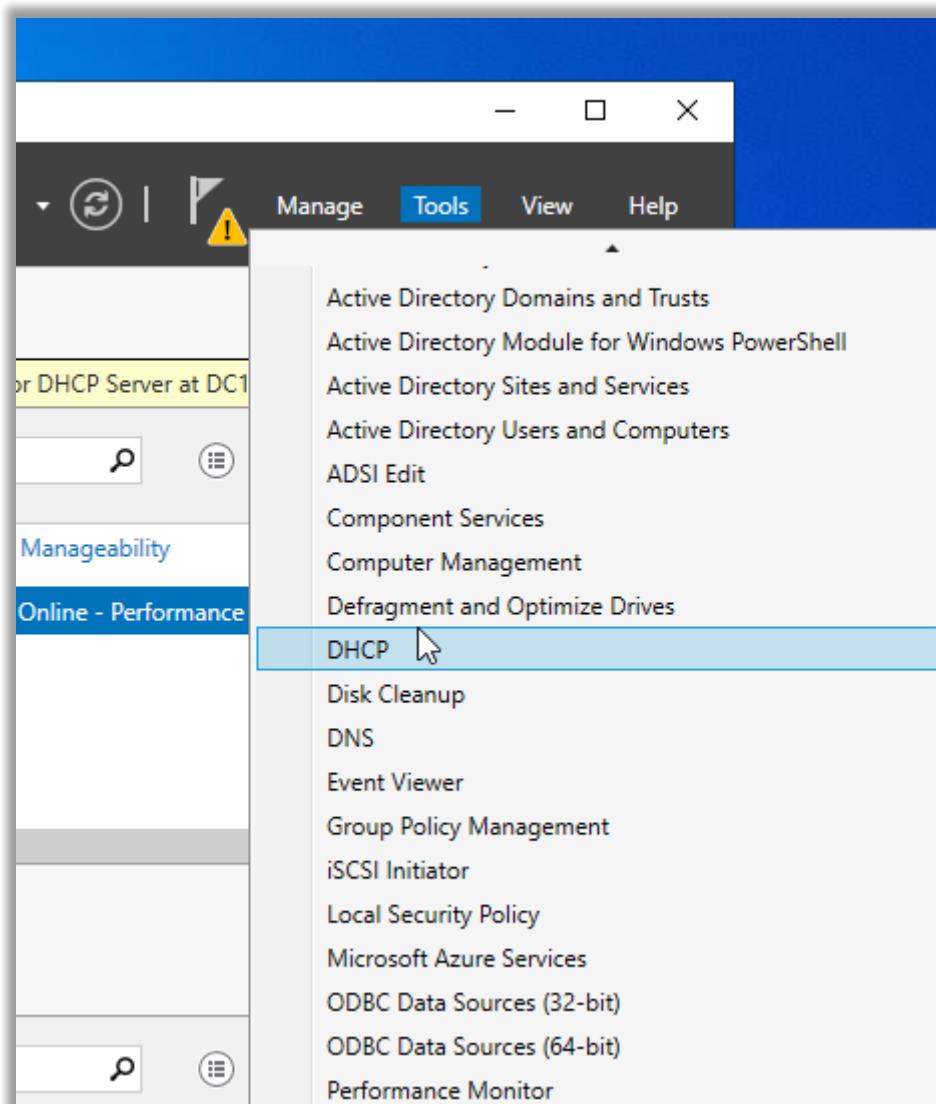 Manage Tools View Help
Active Directory Domains and Trusts
Active Directory Module for Windows PowerShell
or DHCP Server at DC1
Active Directory Sites and Services
Active Directory Users and Computers
ADSI Edit
Component Services
Manageability
Computer Management
Online - Performance
Defragment and Optimize Drives
DHCP
Disk Cleanup
DNS
Event Viewer
Group Policy Management
iSCSI Initiator
Local Security Policy
Microsoft Azure Services
ODBC Data Sources (32-bit)
ODBC Data Sources (64-bit)
Performance Monitor